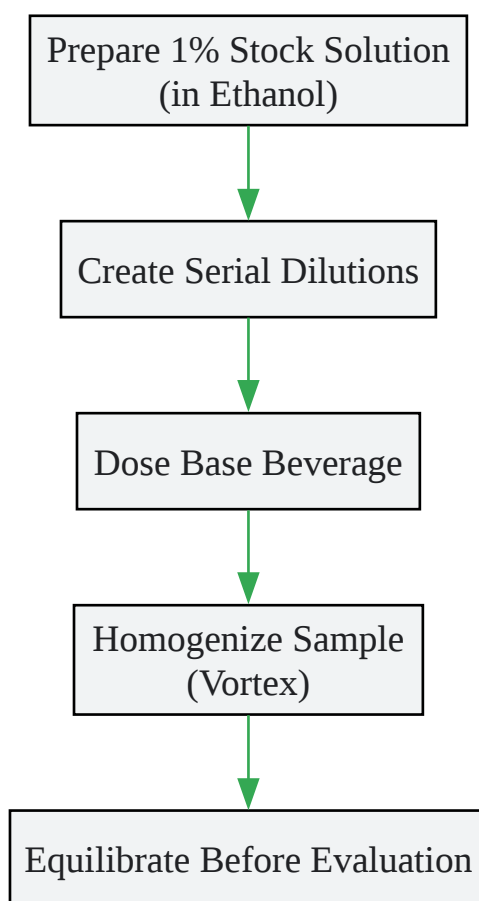 Prepare 1% Stock Solution
(in Ethanol)
Create Serial Dilutions
Dose Base Beverage
Homogenize Sample
(Vortex)
Equilibrate Before Evaluation